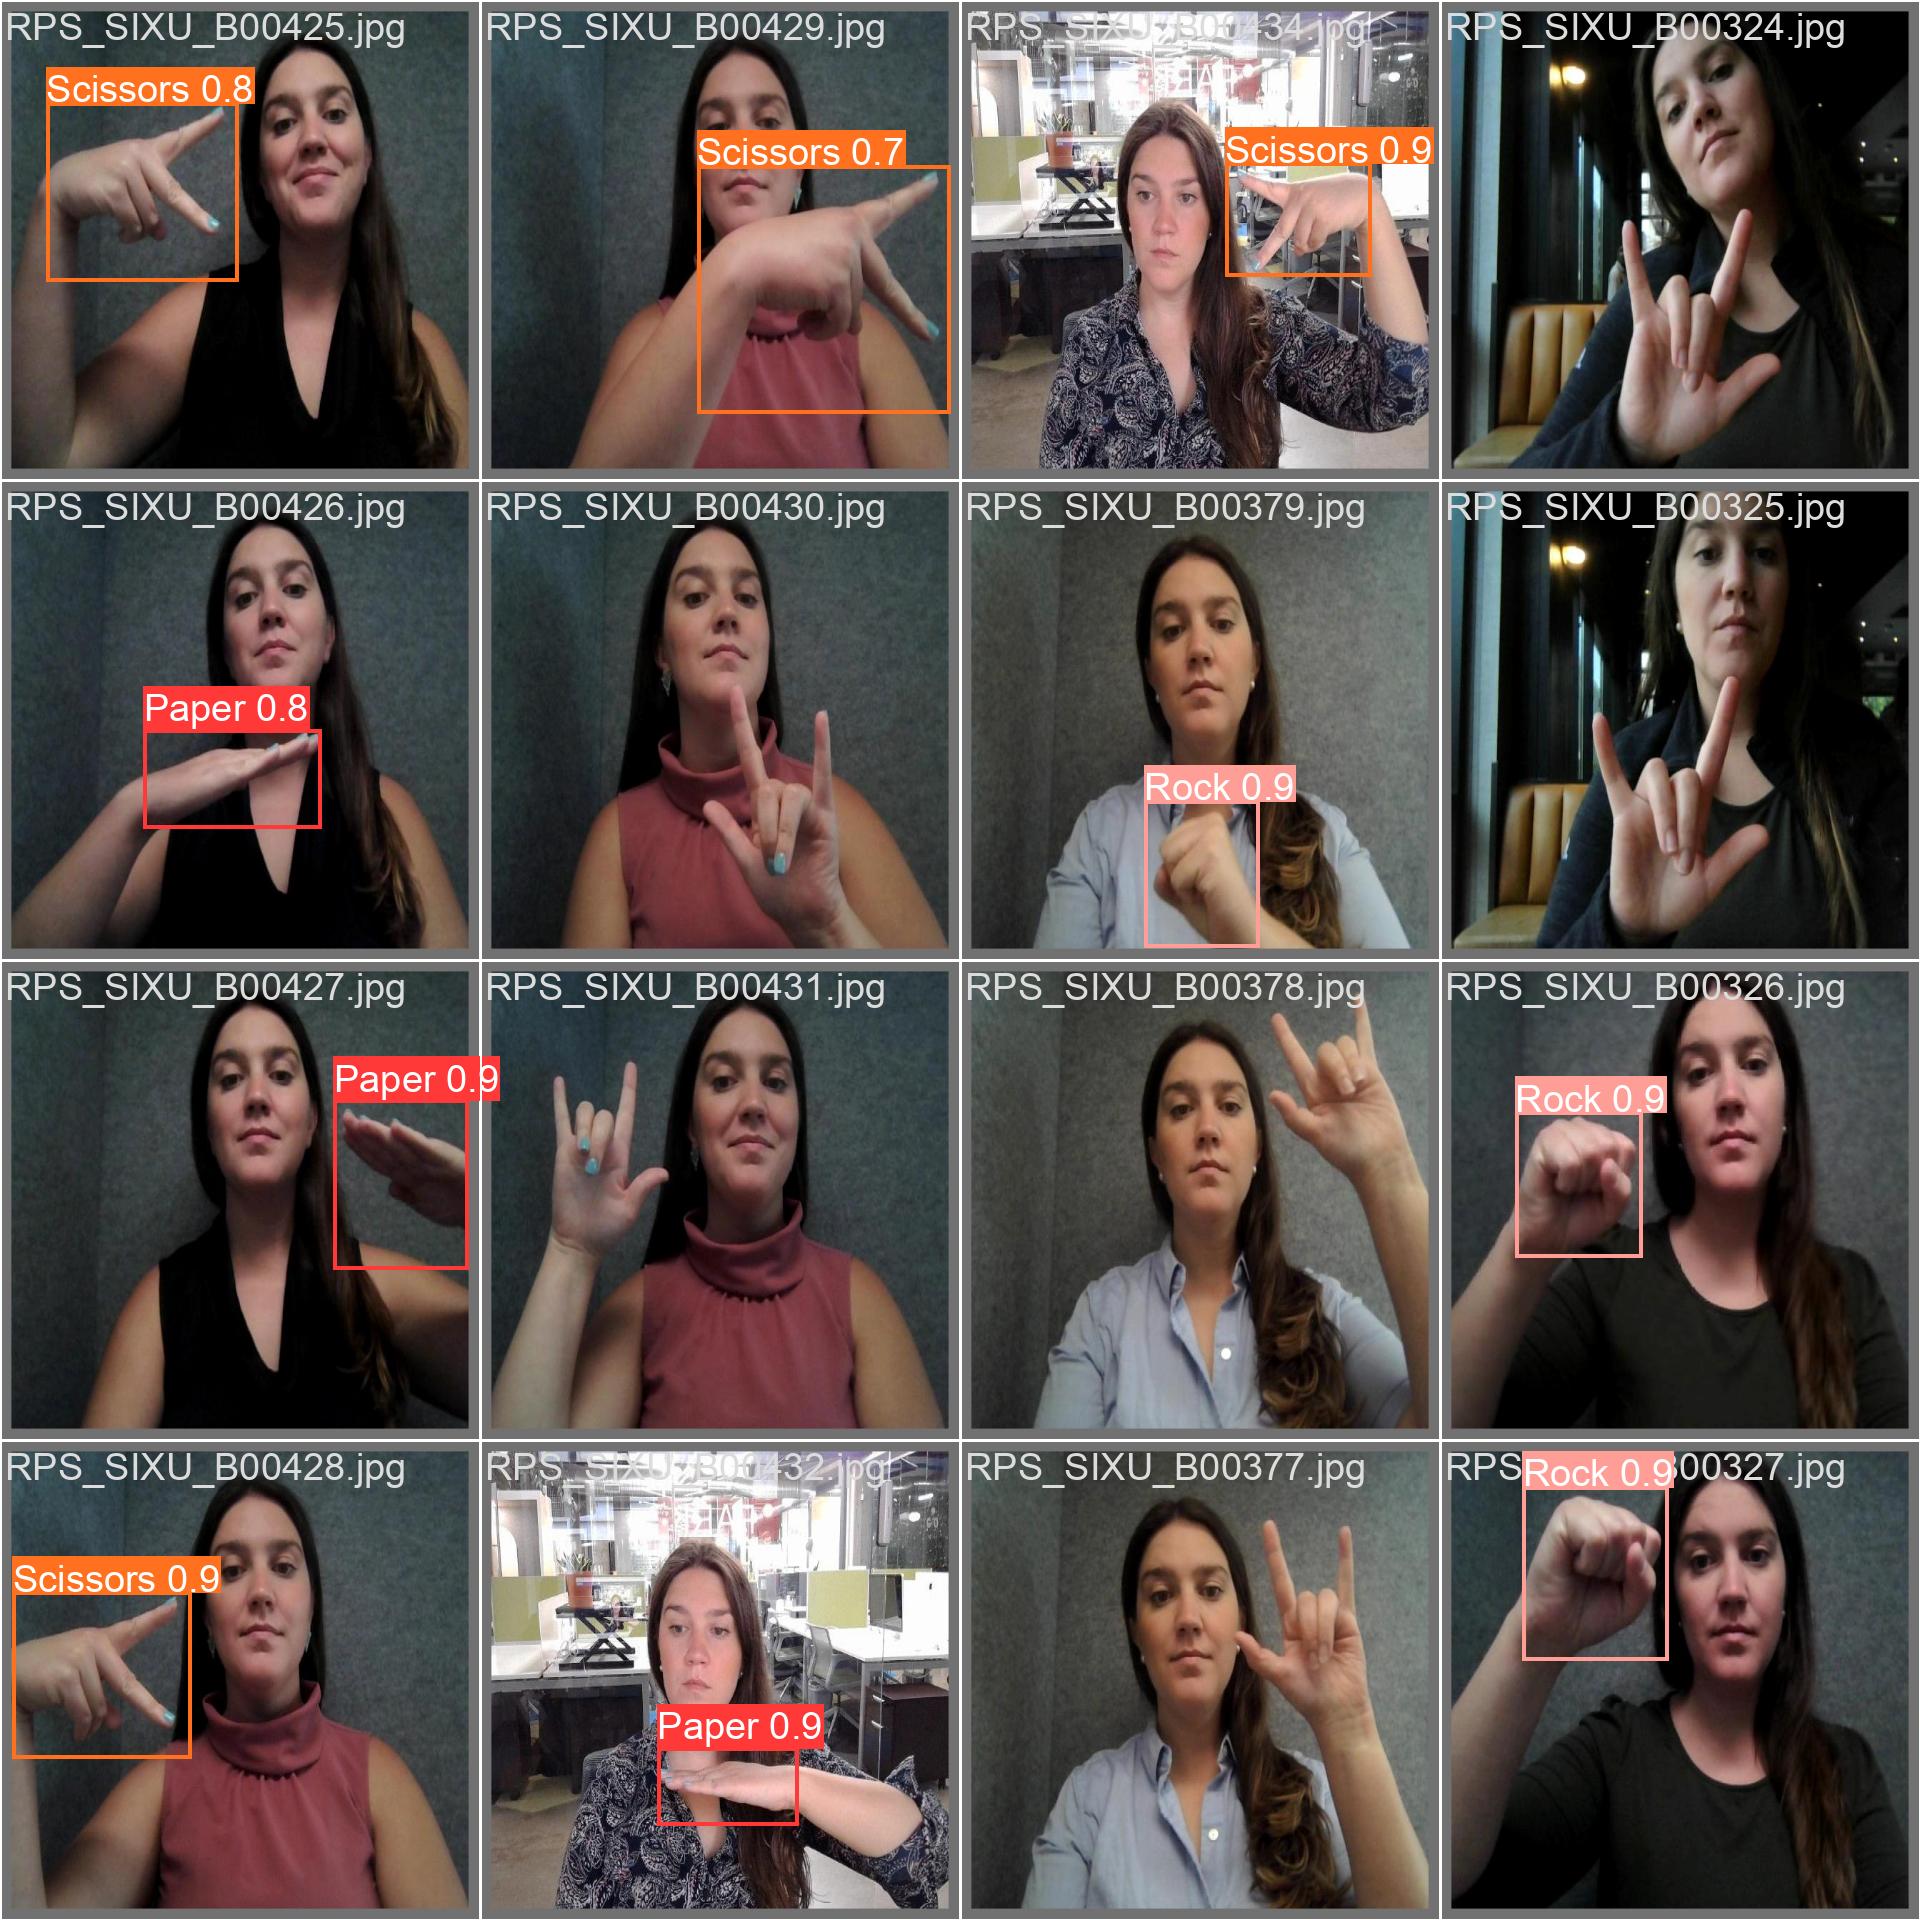 RPS_SIXU_B00425.jpg
Scissors 0.8
RPS_SIXU_B00429.jpg
Scissors 0.7
RPS_SIXU_B00434.jpg
Scissors 0.9
RPS_SIXU_B00324.jpg
RPS_SIXU_B00426.jpg
Paper 0.8
RPS_SIXU_B00430.jpg
RPS_SIXU_B00379.jpg
Rock 0.9
RPS_SIXU_B00325.jpg
RPS_SIXU_B00427.jpg
Paper 0.9
RPS_SIXU_B00431.jpg
RPS_SIXU_B00378.jpg
RPS_SIXU_B00326.jpg
Rock 0.9
RPS_SIXU_B00428.jpg
Scissors 0.9
RPS_SIXU_B00432.jpg
Paper 0.9
RPS_SIXU_B00377.jpg
RPS 00327.jpg
Rock 0.9